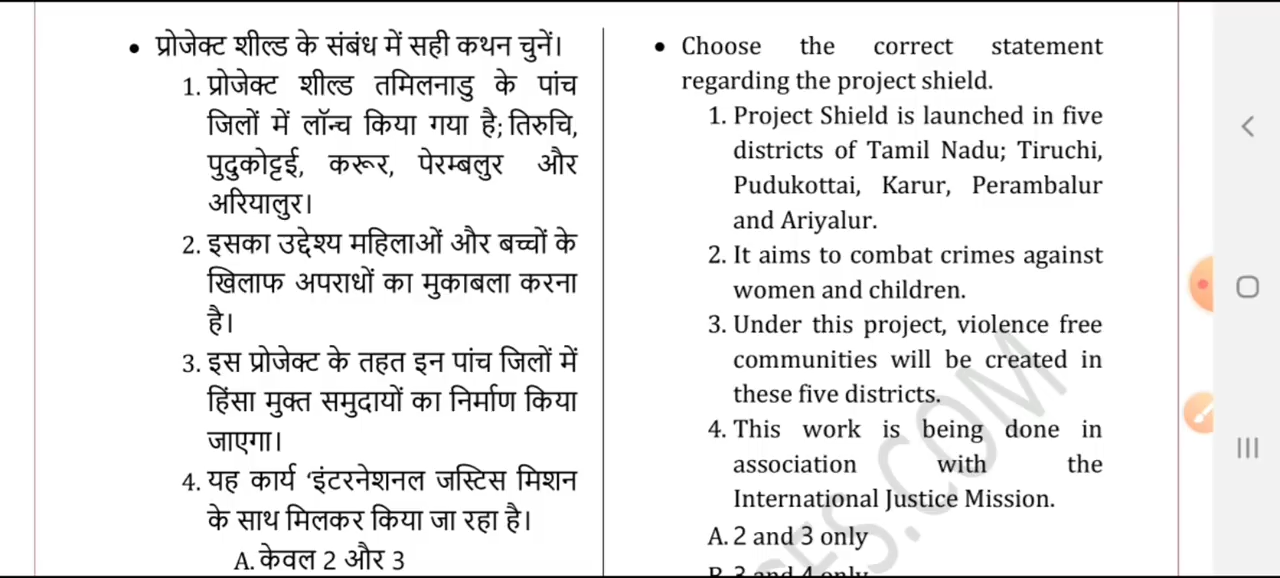 • प्रोजेक्ट शील्ड के संबंध में सही कथन चुनें।
1. प्रोजेक्ट शील्ड तमिलनाडु के पांच
जिलों में लॉन्च किया गया है; तिरुचि,
पुदुकोट्टई, करूर, पेरम्बलुर और
अरियालुर।
2. इसका उद्देश्य महिलाओं और बच्चों के
खिलाफ अपराधों का मुकाबला करना
है।
3. इस प्रोजेक्ट के तहत इन पांच जिलों में
हिंसा मुक्त समुदायों का निर्माण किया
जाएगा।
4. यह कार्य ‘इंटरनेशनल जस्टिस मिशन
के साथ मिलकर किया जा रहा है।
A. केवल 2 और 3
• Choose the correct statement
regarding the project shield.
1. Project Shield is launched in five
districts of Tamil Nadu; Tiruchi,
Pudukottai, Karur, Perambalur
and Ariyalur.
2. It aims to combat crimes against
women and children.
3. Under this project, violence free
communities will be created in
these five districts.
4. This work is being done in
association with the
International Justice Mission.
A. 2 and 3 only
B. 3 and 4 only